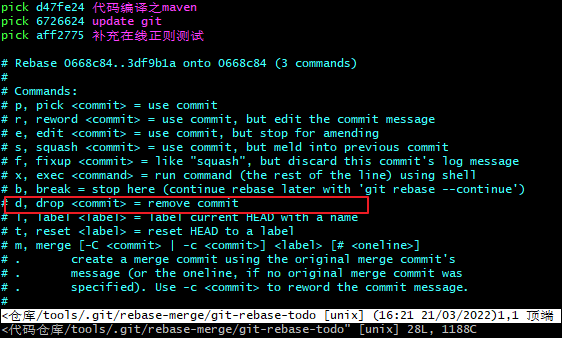 pick d47fe24 代码编译之maven
pick 6726624 update git
pick aff2775 补充在线正则测试
# Rebase 0668c84..3df9b1a onto 0668c84 (3 commands)
#
# Commands:
# p, pick <commit> = use commit
# r, reword <commit> = use commit, but edit the commit message
# e, edit <commit> = use commit, but stop for amending
# s, squash <commit> = use commit, but meld into previous commit
# f, fixup <commit> = like "squash", but discard this commit's log message
# x, exec <command> = run command (the rest of the line) using shell
# b, break = stop here (continue rebase later with 'git rebase --continue')
# d, drop <commit> = remove commit
# l, label <label> = label current HEAD with a name
# t, reset <label> = reset HEAD to a label
# m, merge [-C <commit> | -c <commit>] <label> [# <oneline>]
# .       create a merge commit using the original merge commit's
# .       message (or the oneline, if no original merge commit was
# .       specified). Use -c <commit> to reword the commit message.
#
<仓库/tools/.git/rebase-merge/git-rebase-todo [unix] (16:21 21/03/2022)1,1 顶端
<代码仓库/tools/.git/rebase-merge/git-rebase-todo" [unix] 28L, 1188C